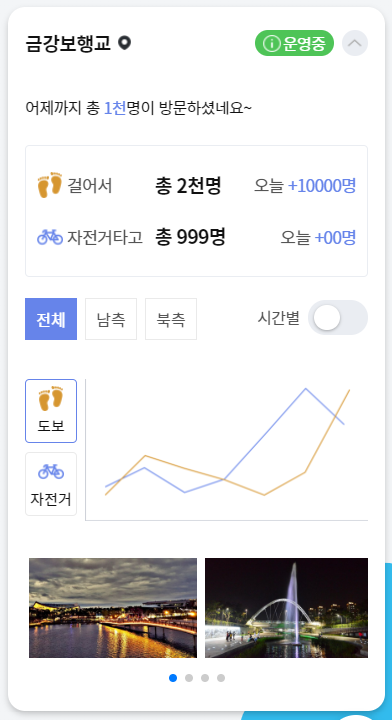 금강보행교
운영중
어제까지 총 1천명이 방문하셨네요~
걸어서 총 2천명 오늘 +10000명
자전거타고 총 999명 오늘 +00명
전체 남측 북측 시간별
도보
자전거